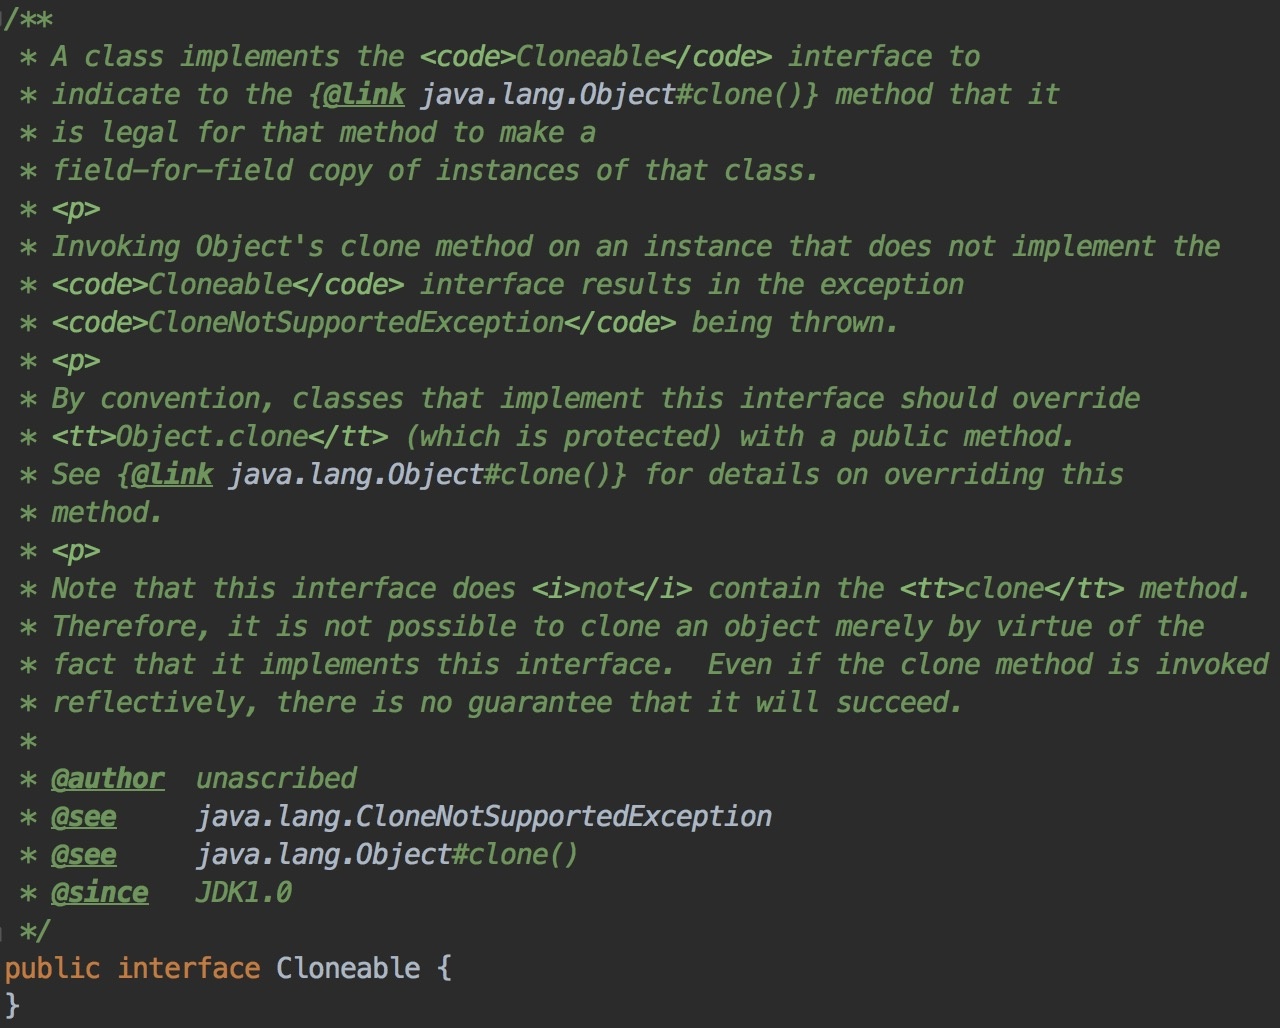 /**
 * A class implements the <code>Cloneable</code> interface to
 * indicate to the {@link java.lang.Object#clone()} method that it
 * is legal for that method to make a
 * field-for-field copy of instances of that class.
 * <p>
 * Invoking Object's clone method on an instance that does not implement the
 * <code>Cloneable</code> interface results in the exception
 * <code>CloneNotSupportedException</code> being thrown.
 * <p>
 * By convention, classes that implement this interface should override
 * <tt>Object.clone</tt> (which is protected) with a public method.
 * See {@link java.lang.Object#clone()} for details on overriding this
 * method.
 * <p>
 * Note that this interface does <i>not</i> contain the <tt>clone</tt> method.
 * Therefore, it is not possible to clone an object merely by virtue of the
 * fact that it implements this interface.  Even if the clone method is invoked
 * reflectively, there is no guarantee that it will succeed.
 *
 * @author  unascribed
 * @see     java.lang.CloneNotSupportedException
 * @see     java.lang.Object#clone()
 * @since   JDK1.0
 */
public interface Cloneable {
}